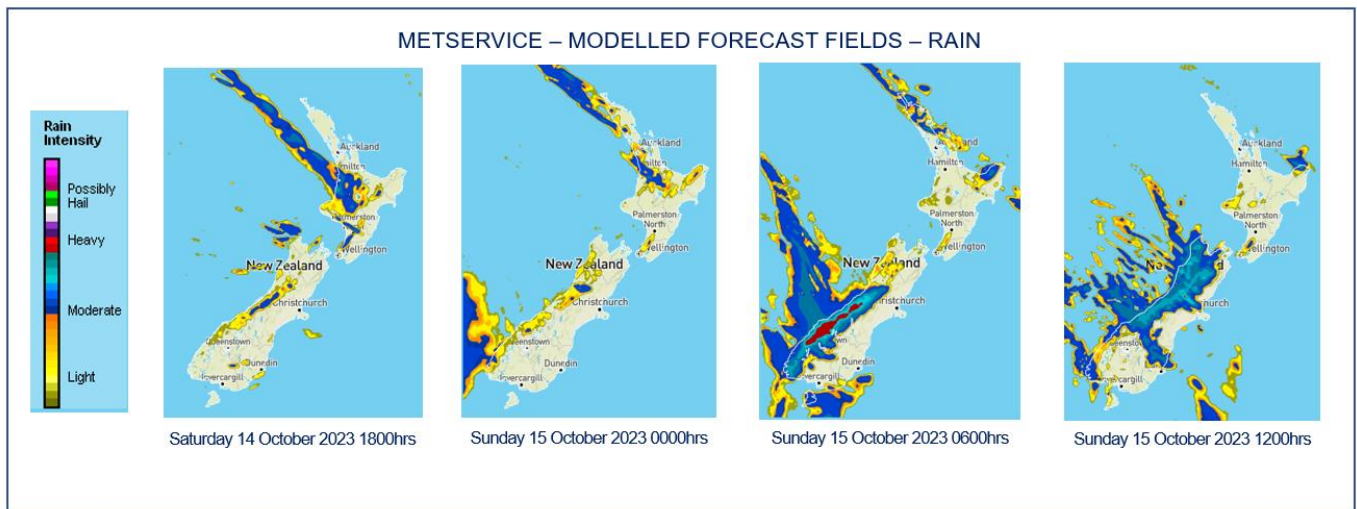 METSERVICE – MODELLED FORECAST FIELDS – RAIN
Rain
Intensity
Possibly
Hail
Heavy
Moderate
Light
Auckland
Palmerston
North
Wellington
New Zealand
Christchurch
Queenstown
Dunedin
Invercargill
Saturday 14 October 2023 1800hrs
Auckland
Hamilton
Palmerston
North
Wellington
New Zealand
Christchurch
Queenstown
Dunedin
Invercargill
Sunday 15 October 2023 0000hrs
Auckland
Hamilton
Palmerston
North
Wellington
New Zealand
Christchurch
Dunedin
Invercargill
Sunday 15 October 2023 0600hrs
Auckland
Hamilton
Palmerston
North
Wellington
Queenstown
Dunedin
Invercargill
Sunday 15 October 2023 1200hrs